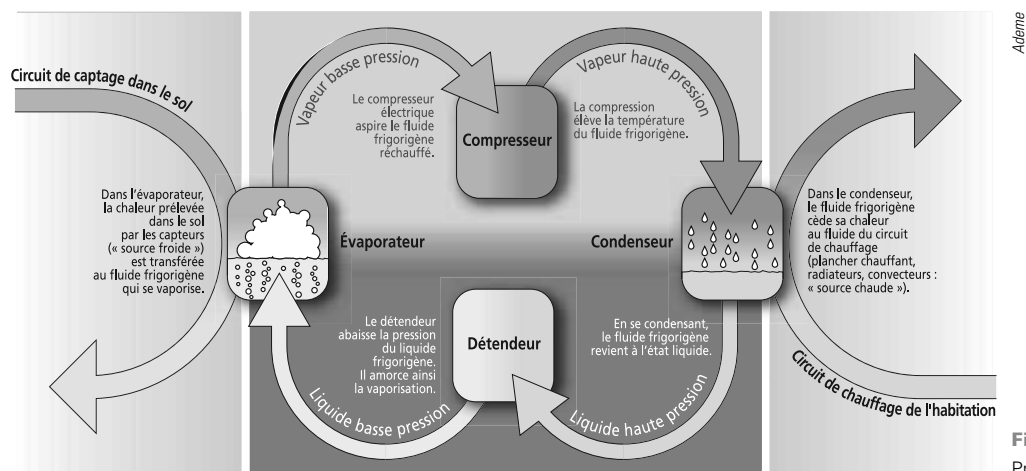 Ademe
Circuit de captage dans le sol
Vapeur basse pression
Le compresseur
électrique
aspire le fluide
frigorigène
réchauffé.
Compresseur
Vapeur haute pression
La compression
élève la température
du fluide frigorigène.
Dans l'évaporateur,
la chaleur prélevée
dans le sol
par les capteurs
(« source froide »)
est transférée
au fluide frigorigène
qui se vaporise.
Évaporateur
Condenseur
Dans le condenseur,
le fluide frigorigène
cède sa chaleur
au fluide du circuit
de chauffage
(plancher chauffant,
radiateurs, convecteurs :
« source chaude »).
Le détendeur
abaisse la pression
du liquide
frigorigène.
Il amorce ainsi
la vaporisation.
Détendeur
En se condensant,
le fluide frigorigène
revient à l'état liquide.
Liquide basse pression
Liquide haute pression
Circuit de chauffage de l'habitation
Fi
Pr